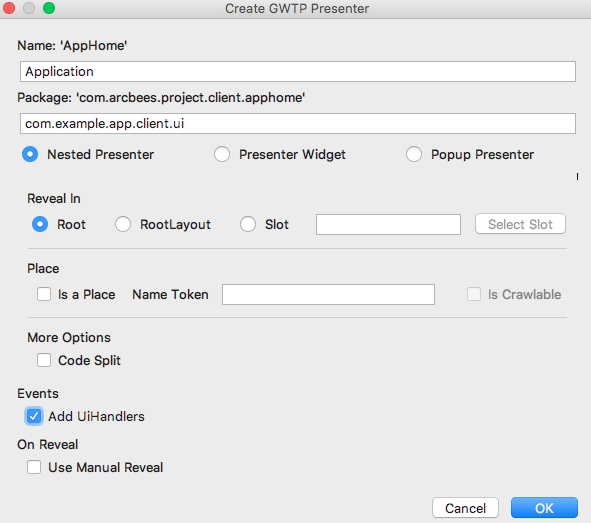 Create GWTP Presenter
Name: 'AppHome'
Application
Package: 'com.arcbees.project.client.apphome'
com.example.app.client.ui
Nested Presenter Presenter Widget Popup Presenter
Reveal In
Root RootLayout Slot Select Slot
Place
Is a Place Name Token Is Crawlable
More Options
Code Split
Events
Add UiHandlers
On Reveal
Use Manual Reveal
Cancel OK